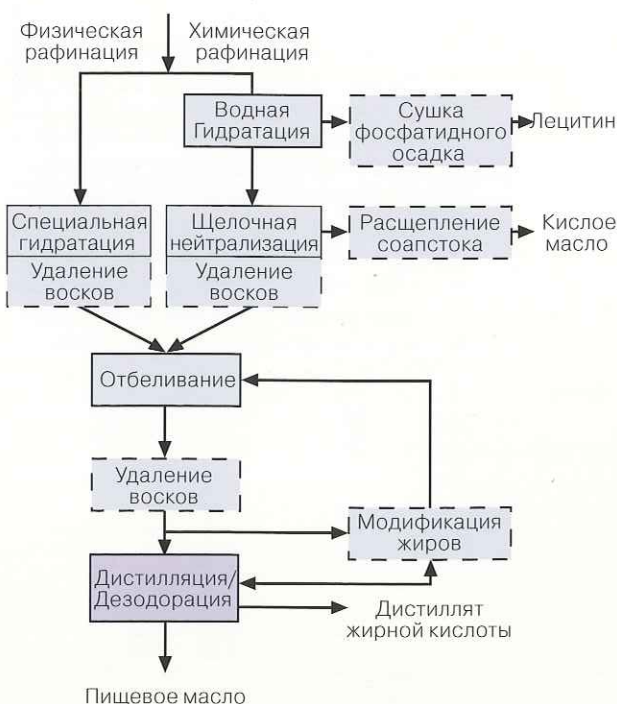 Физическая
рафинация
Химическая
рафинация
Водная
Гидратация
Сушка
фосфатидного
осадка
Лецитин
Специальная
гидратация
Удаление
восков
Щелочная
нейтрализация
Удаление
восков
Расщепление
соапстока
Кислое
масло
Отбеливание
Удаление
восков
Модификация
жиров
Дистилляция/
Дезодорация
Дистиллят
жирной кислоты
Пищевое масло